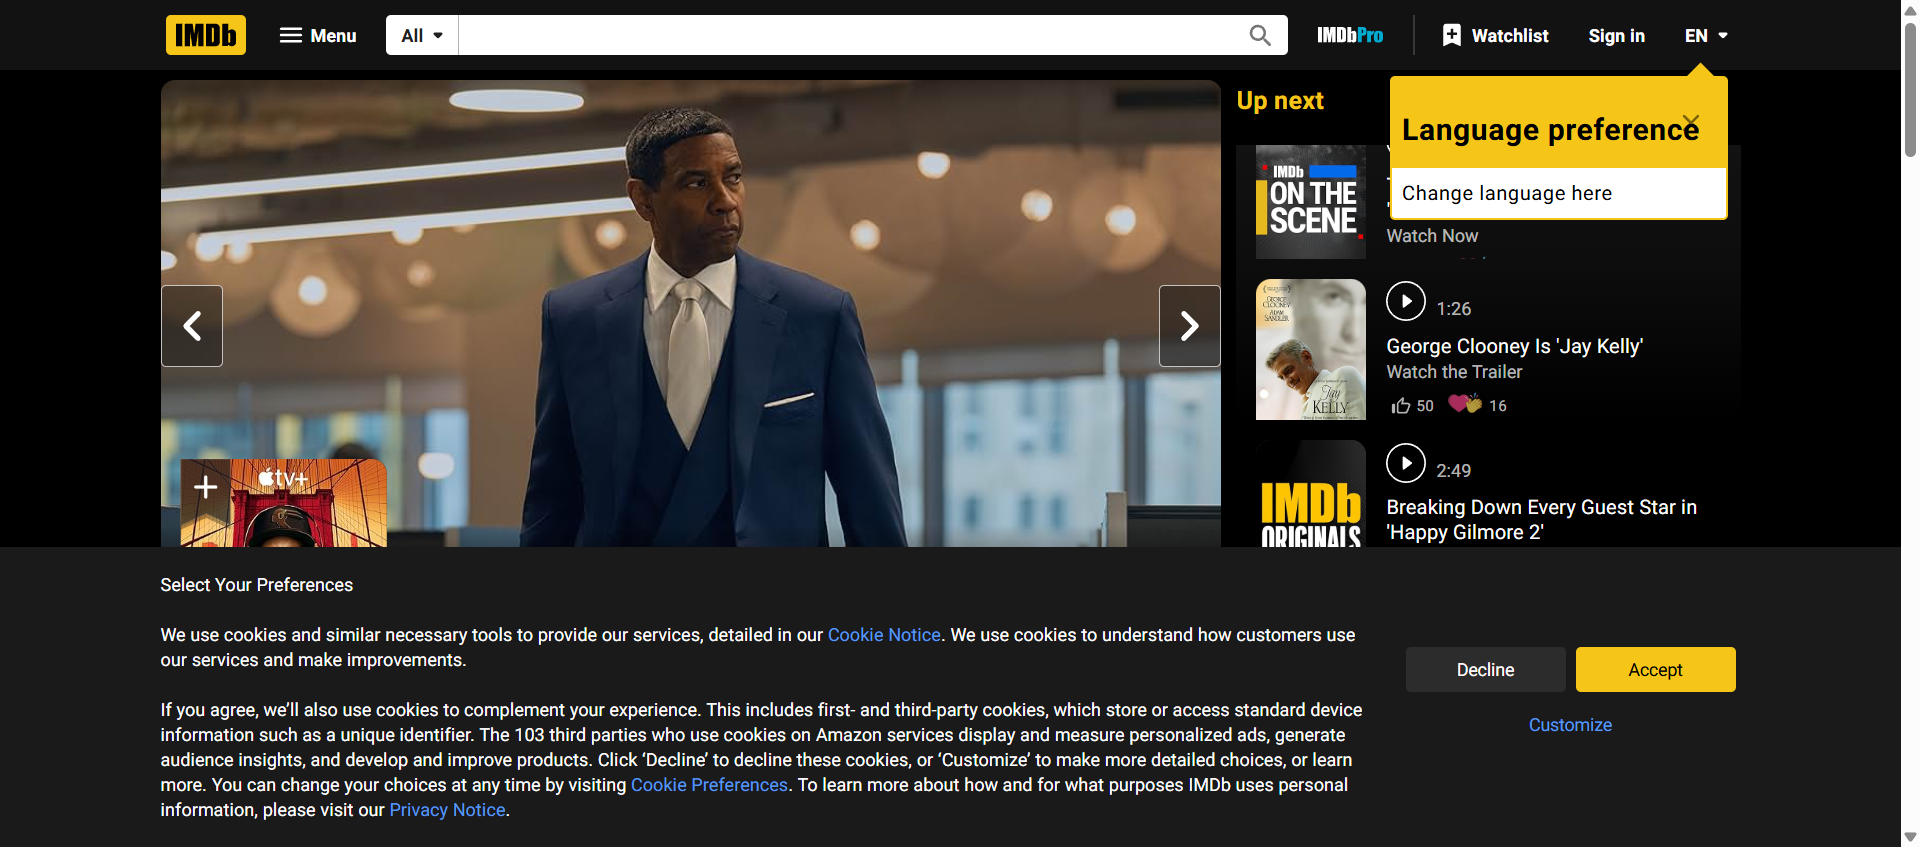 IMDb
Menu
All
IMDbPro
Watchlist
Sign in
EN
Up next
Language preference
Change language here
IMDb
ON THE
SCENE
Watch Now
GEORGE
CLOONEY
ADAM
SANDLER
Jay
KELLY
1:26
George Clooney Is 'Jay Kelly'
Watch the Trailer
50
16
IMDb
ORIGINALS
2:49
Breaking Down Every Guest Star in
'Happy Gilmore 2'
tv+
Select Your Preferences
We use cookies and similar necessary tools to provide our services, detailed in our Cookie Notice. We use cookies to understand how customers use
our services and make improvements.
If you agree, we’ll also use cookies to complement your experience. This includes first- and third-party cookies, which store or access standard device
information such as a unique identifier. The 103 third parties who use cookies on Amazon services display and measure personalized ads, generate
audience insights, and develop and improve products. Click ‘Decline’ to decline these cookies, or ‘Customize’ to make more detailed choices, or learn
more. You can change your choices at any time by visiting Cookie Preferences. To learn more about how and for what purposes IMDb uses personal
information, please visit our Privacy Notice.
Decline
Accept
Customize